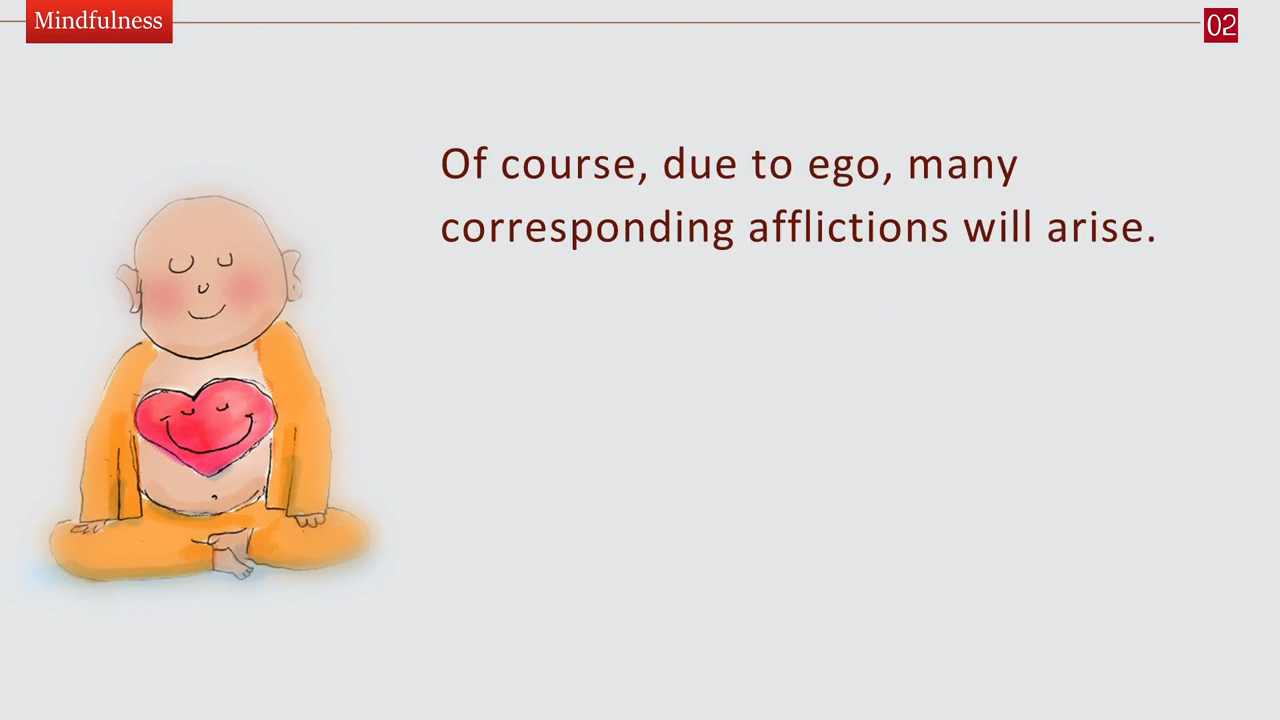 Mindfulness
02
Of course, due to ego, many
corresponding afflictions will arise.